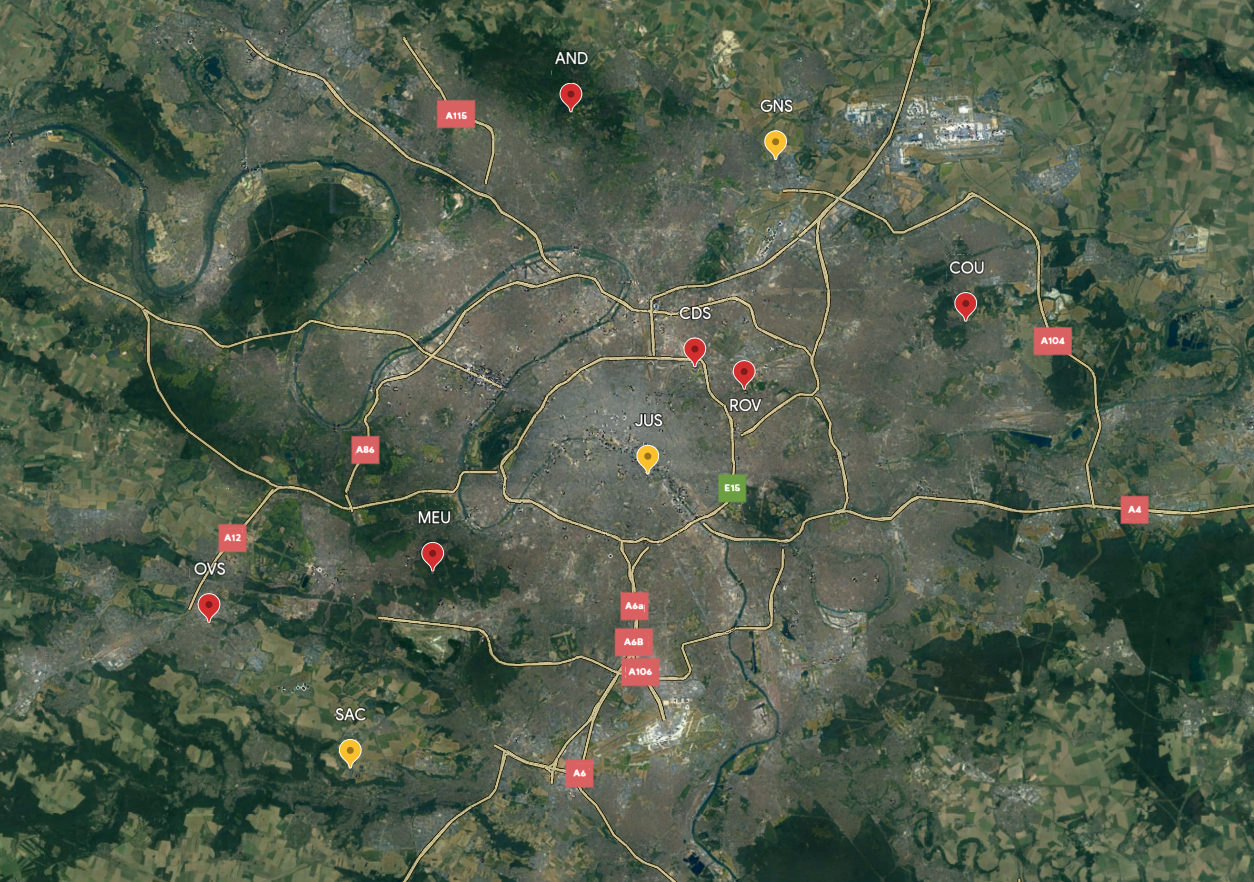 AND
GNS
A115
COU
CDS
A104
ROV
JUS
A86
E15
A4
MEU
A12
OVS
A6a
A6B
A106
SAC
A6